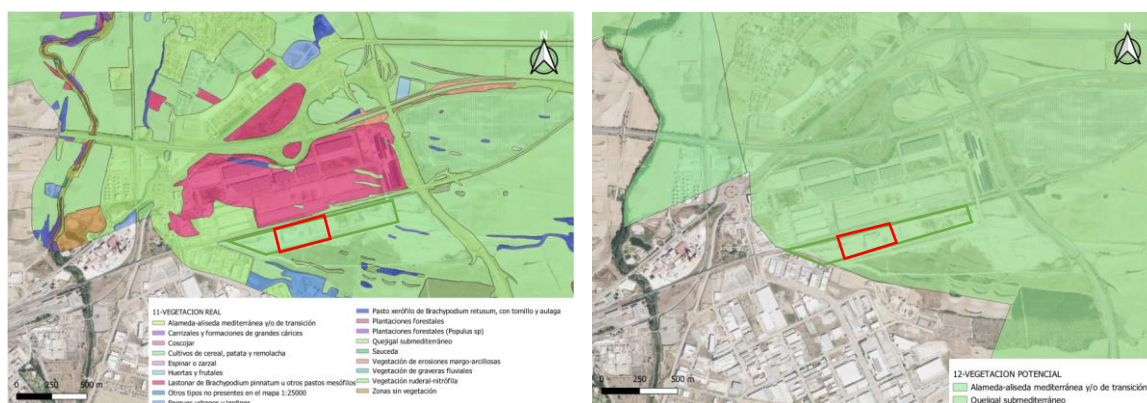 N
11-VEGETACION REAL
Alameda-aliseda mediterránea y/o de transición
Carrizales y formaciones de grandes cárices
Coscojar
Cultivos de cereal, patata y remolacha
Espinar o zarzal
Huertas y frutales
Lastonar de Brachypodium pinnatum u otros pastos mesófilos
Otros tipos no presentes en el mapa 1:25000
Parques urbanos y jardines
Pasto xerófilo de Brachypodium retusum, con tomillo y aulaga
Plantaciones forestales
Plantaciones forestales (Populus sp)
Quejigal submediterráneo
Sauceda
Vegetación de erosiones margo-arcillosas
Vegetación de graveras fluviales
Vegetación ruderal-nitrófila
Zonas sin vegetación
0 250 500 m
N
12-VEGETACION POTENCIAL
Alameda-aliseda mediterránea y/o de transición
Quejigal submediterráneo
0 250 500 m